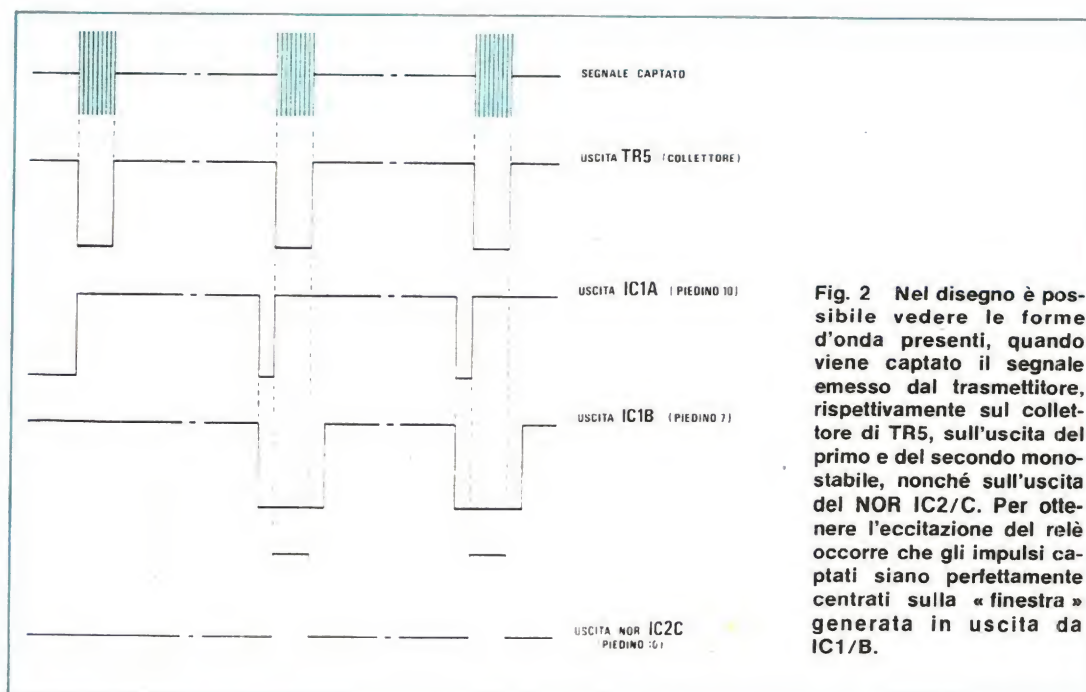 SEGNALE CAPTATO
USCITA TR5 (COLLETTORE)
USCITA IC1A (PIEDINO 10)
USCITA IC1B (PIEDINO 7)
USCITA NOR IC2C
(PIEDINO
Fig. 2 Nel disegno è pos-
sibile vedere le forme
d'onda presenti, quando
viene captato il segnale
emesso dal trasmettitore,
rispettivamente sul collet-
tore di TR5, sull'uscita del
primo e del secondo mono-
stabile, nonché sull'uscita
del NOR IC2/C. Per otte-
nere l'eccitazione del relè
occorre che gli impulsi ca-
ptati siano perfettamente
centrati sulla « finestra »
generata in uscita da
IC1/B.